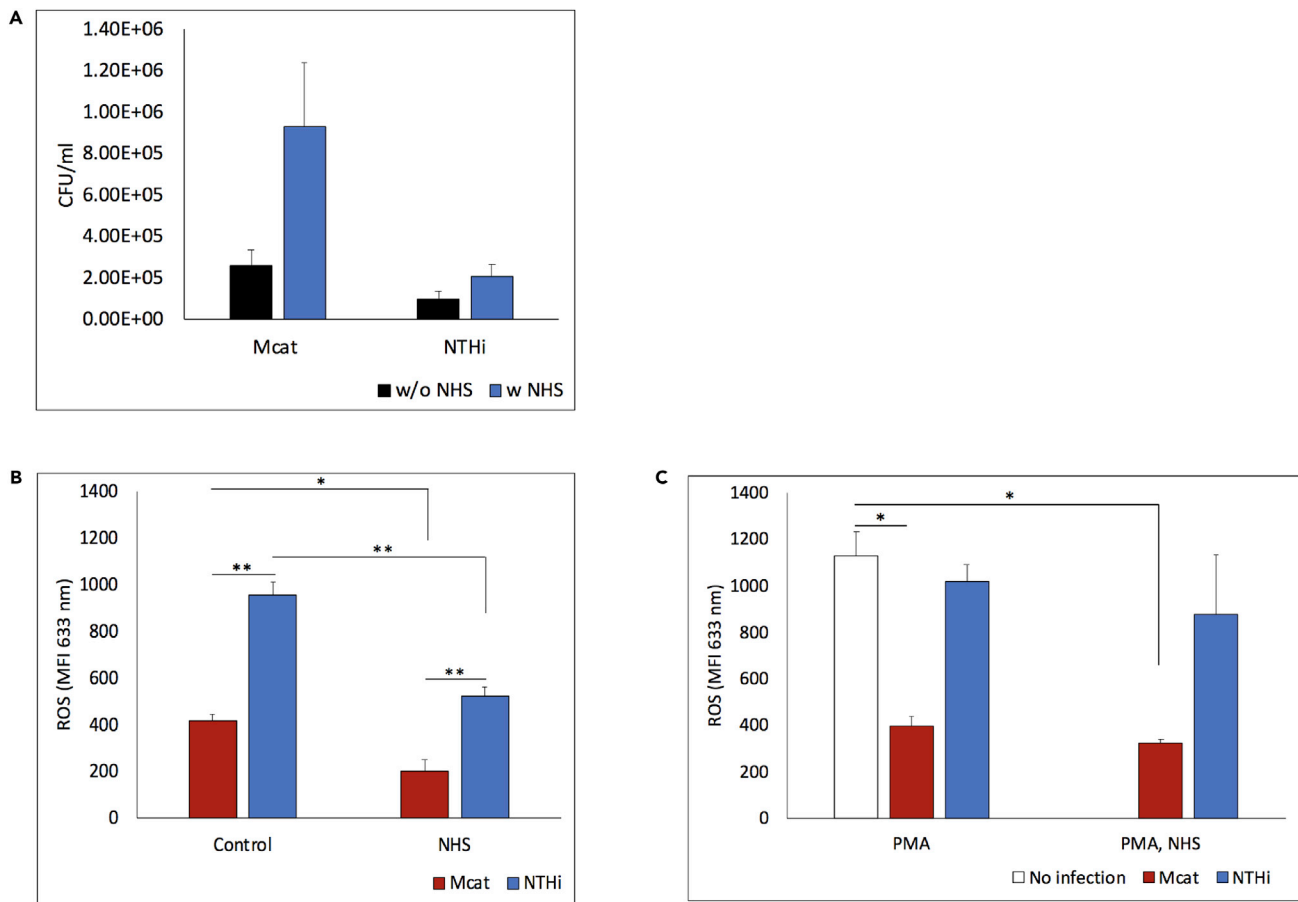 A
1.40E+06
1.20E+06
1.00E+06
8.00E+05
6.00E+05
4.00E+05
2.00E+05
0.00E+00
CFU/ml
Mcat NTHi
w/o NHS w NHS
B
1400
1200
1000
800
600
400
200
0
ROS (MFI 633 nm)
*
**
**
**
Control NHS
Mcat NTHi
C
1400
1200
1000
800
600
400
200
0
ROS (MFI 633 nm)
*
*
PMA PMA, NHS
No infection Mcat NTHi